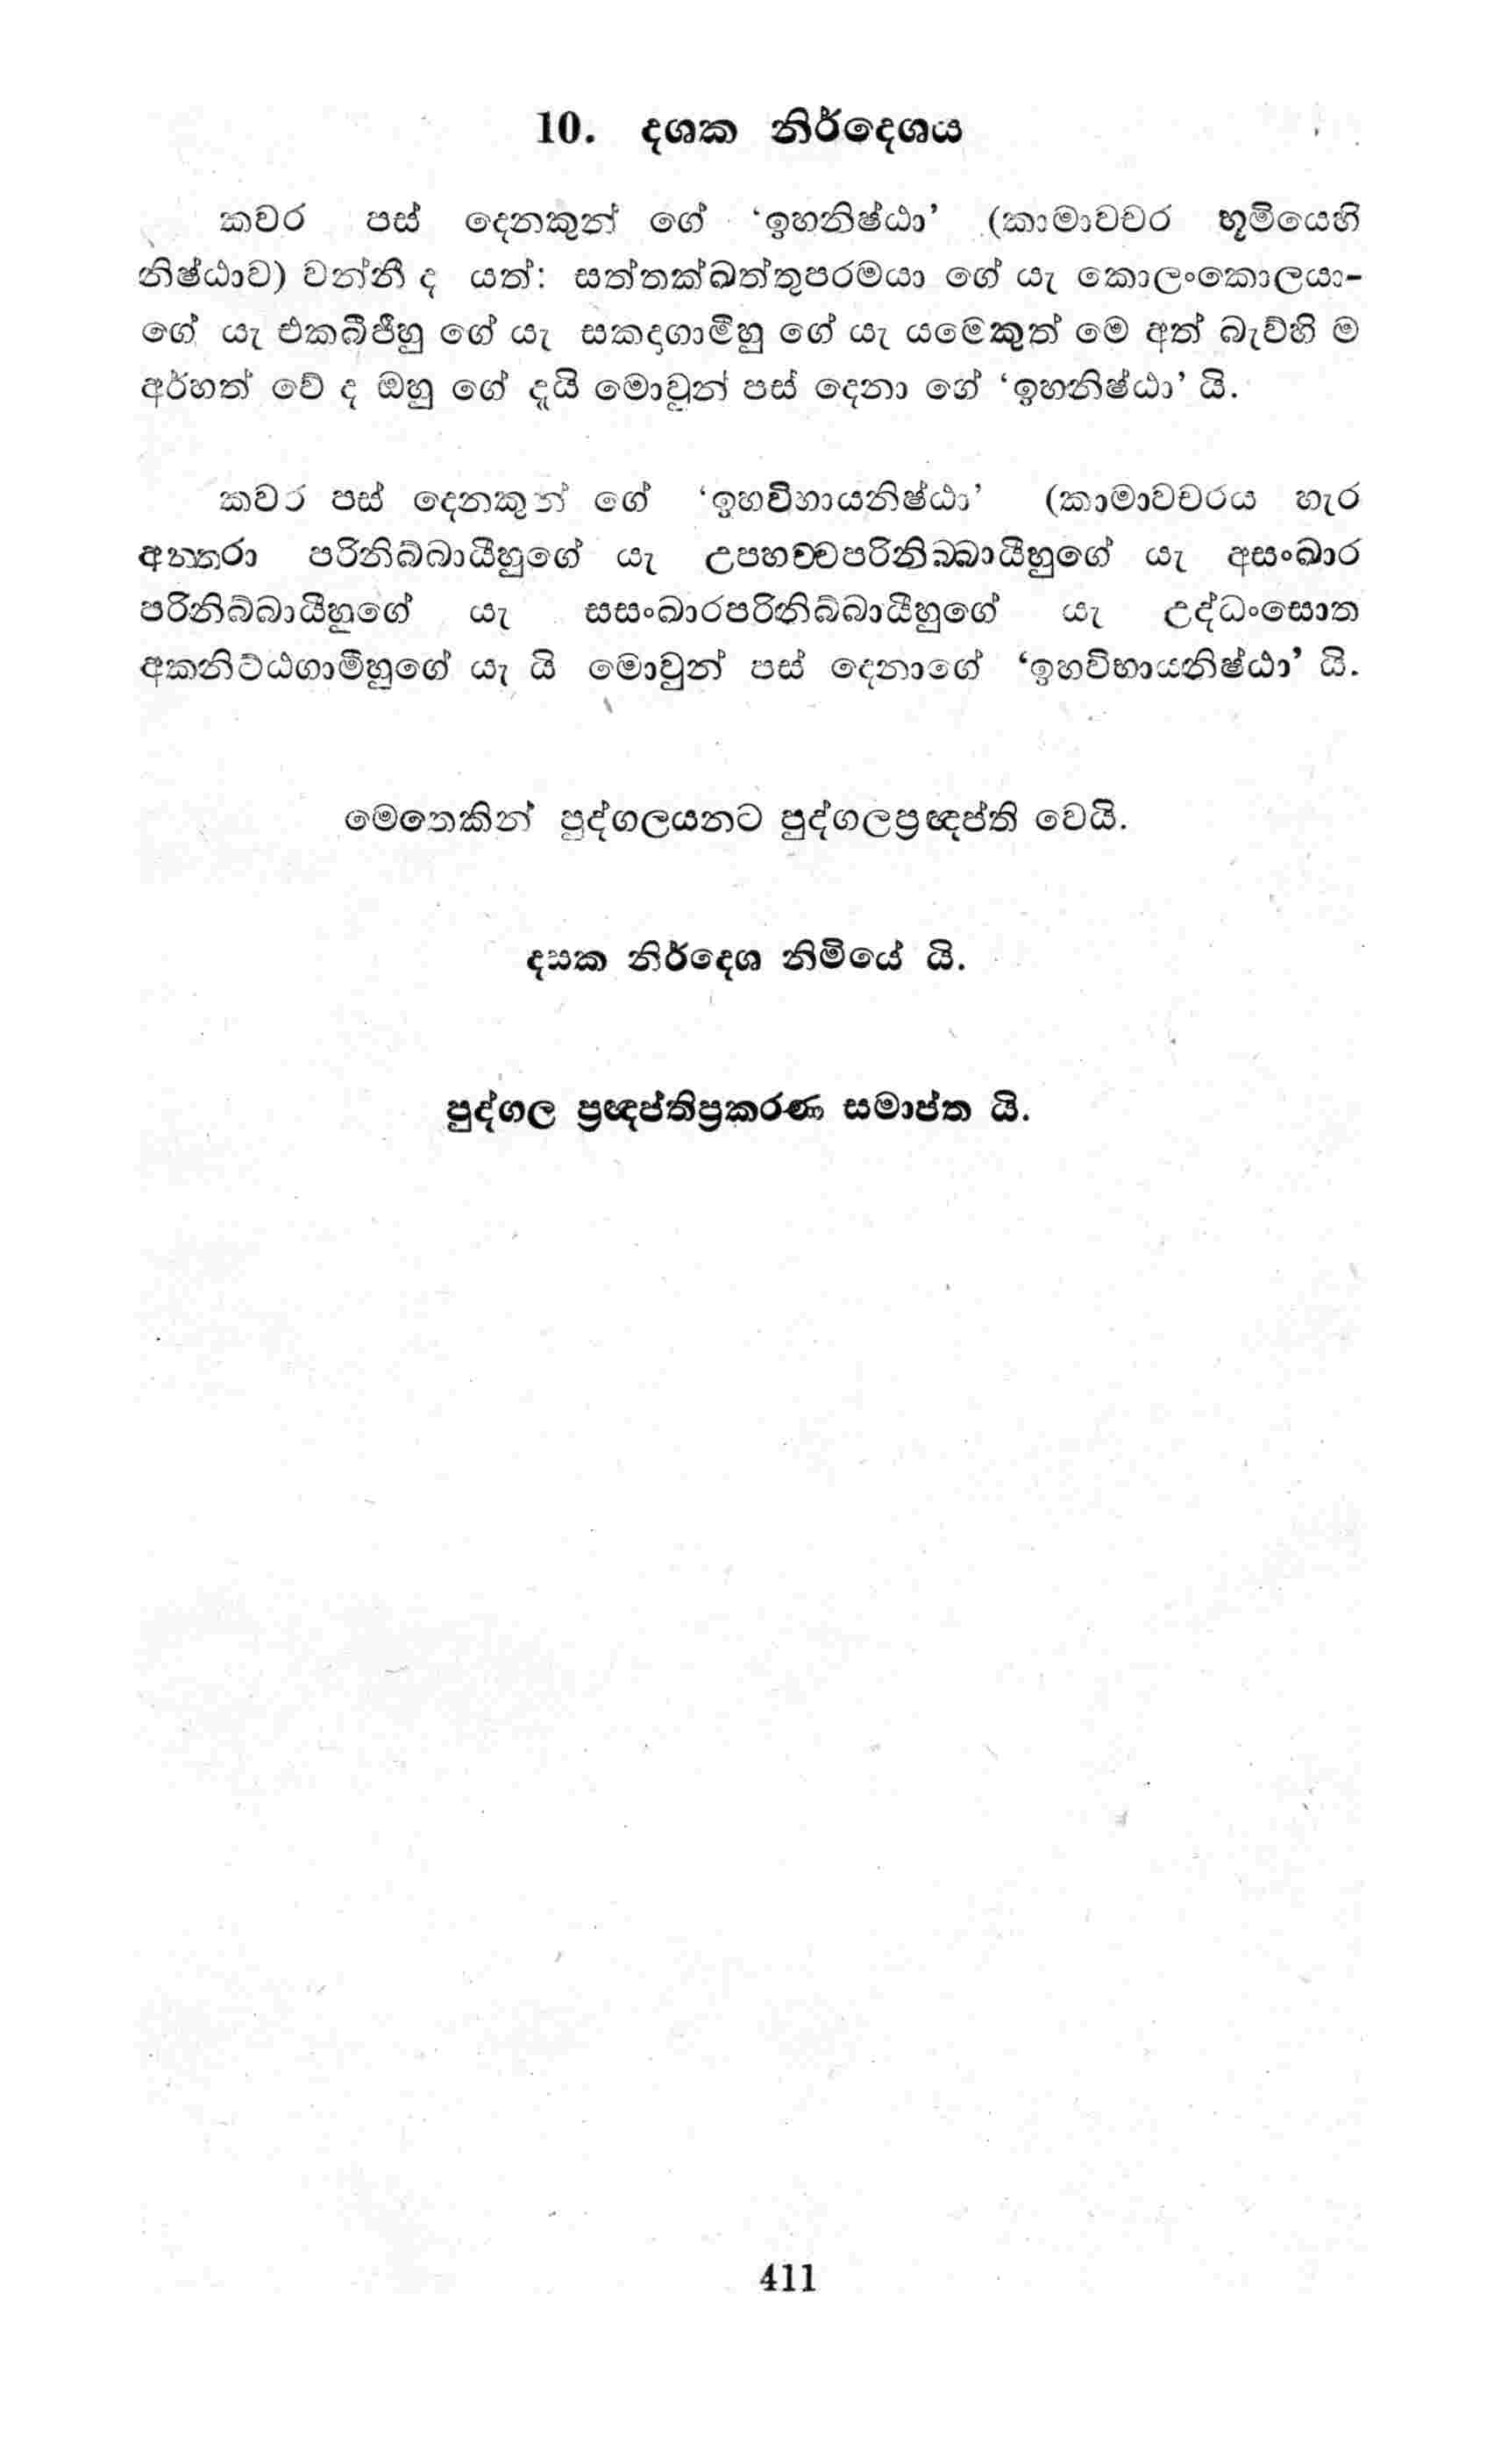 10. දශක නිර්දෙශය
කවර පස් දෙනකුන් ගේ ‘ඉහනිෂ්ඨා’ (කාමාවචර භූමියෙහි
නිෂ්ඨාව) වන්නී ද යත්: සත්තක්ඛත්තුපරමයා ගේ යැ කොලංකොලයා-
ගේ යැ එකබීජීහු ගේ යැ සකදාගාමීහු ගේ යැ යමෙකුත් මෙ අත් බැව්හි ම
අර්හත් වේ ද ඔහු ගේ දැයි මොවුන් පස් දෙනා ගේ ‘ඉහනිෂ්ඨා’ යි.
කවර පස් දෙනකුන් ගේ ‘ඉහවිහායනිෂ්ඨා’ (කාමාවචරය හැර
අන්තරා පරිනිබ්බායීහුගේ යැ උපහච්චපරිනිබ්බායීහුගේ යැ අසංඛාර
පරිනිබ්බායීහුගේ යැ සසංඛාරපරිනිබ්බායීහුගේ යැ උද්ධංසොත
අකනිට්ඨගාමීහුගේ යැ යි මොවුන් පස් දෙනාගේ ‘ඉහවිහායනිෂ්ඨා’ යි.
මෙතෙකින් පුද්ගලයනට පුද්ගලප්‍රඥප්ති වෙයි.
දසක නිර්දෙශ නිමියේ යි.
පුද්ගල ප්‍රඥප්තිප්‍රකරණ සමාප්ත යි.
411